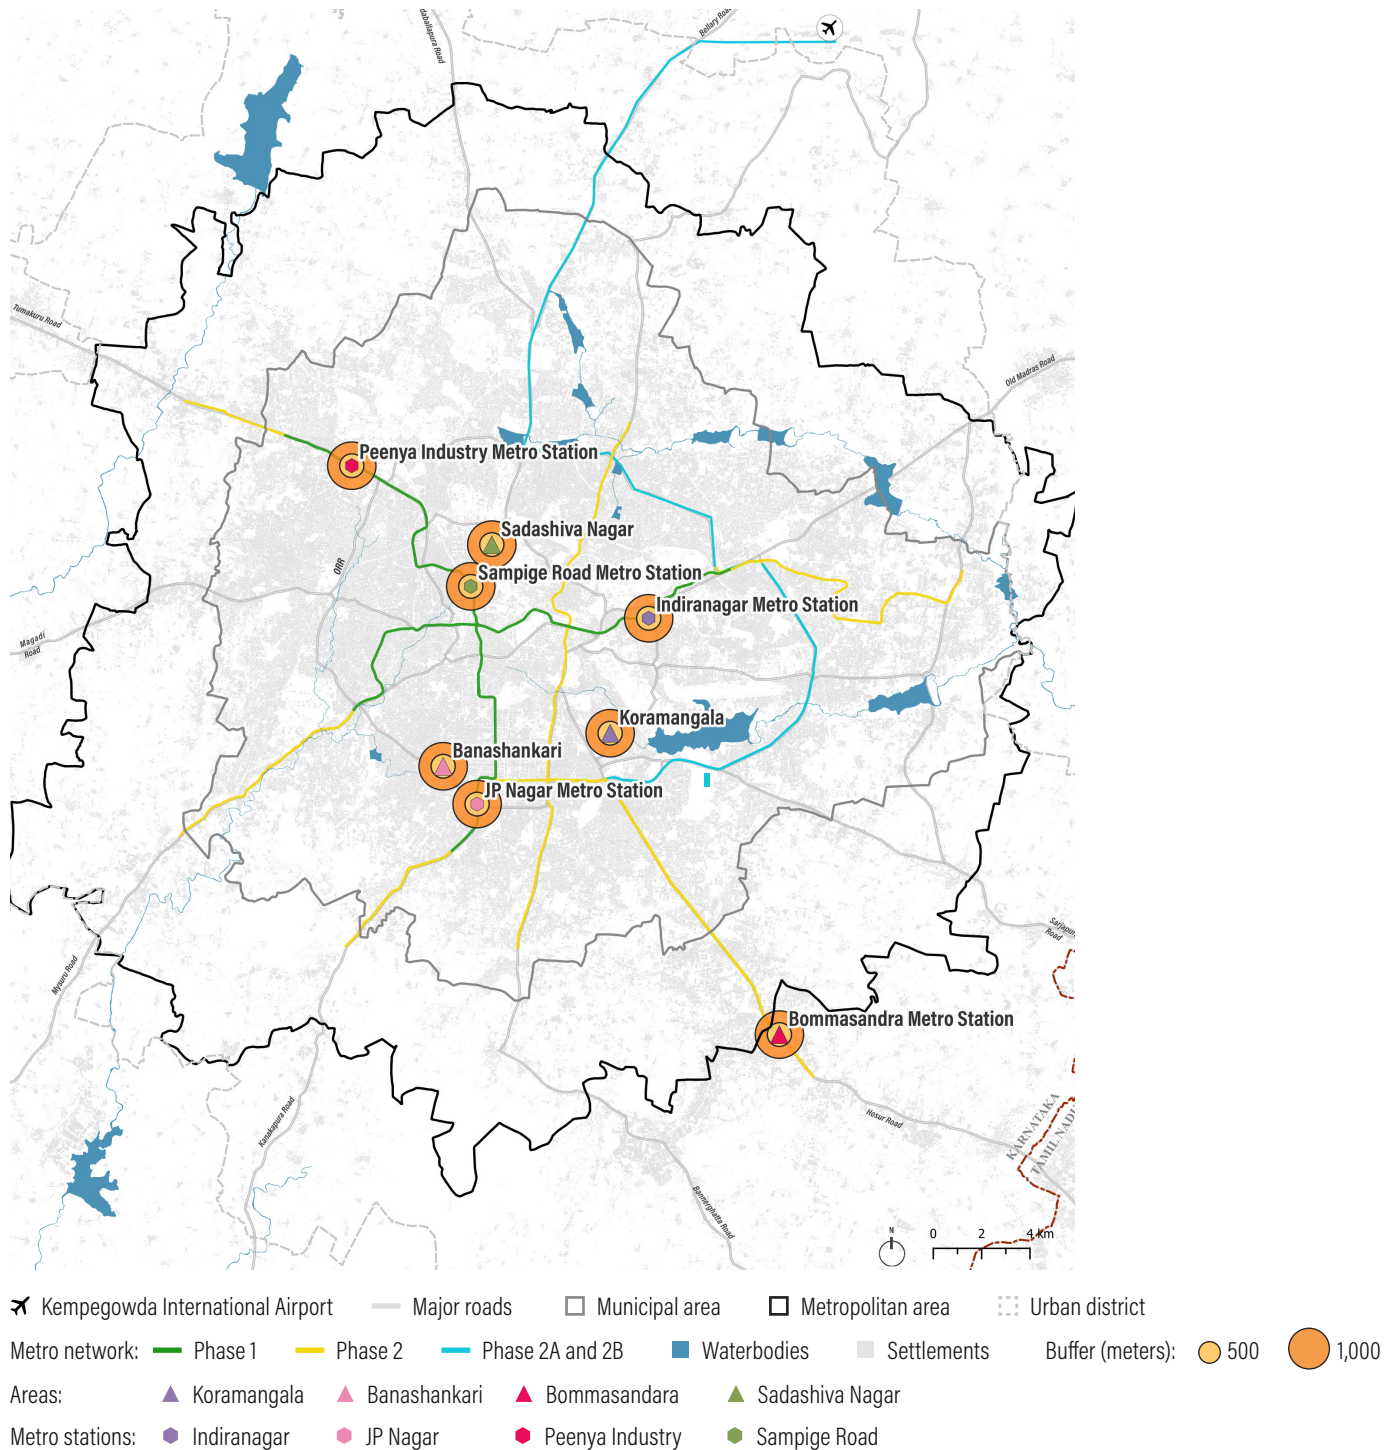 daballapura Road
Bellary Road
Tumakuru Road
Old Madras Road
Peenya Industry Metro Station
Sadashiva Nagar
ORR
Sampige Road Metro Station
Indiranagar Metro Station
Magadi
Road
Koramangala
Banashankari
JP Nagar Metro Station
Sarjapur
Road
Mysuru Road
Bommasandra Metro Station
Kanakapura Road
Hosur Road
KARNATAKA
TAMIL NADU
Bannerghatta Road
N
0 2 4 km
Kempegowda International Airport Major roads Municipal area Metropolitan area Urban district
Metro network: Phase 1 Phase 2 Phase 2A and 2B Waterbodies Settlements Buffer (meters): 500 1,000
Areas: Koramangala Banashankari Bommasandara Sadashiva Nagar
Metro stations: Indiranagar JP Nagar Peenya Industry Sampige Road